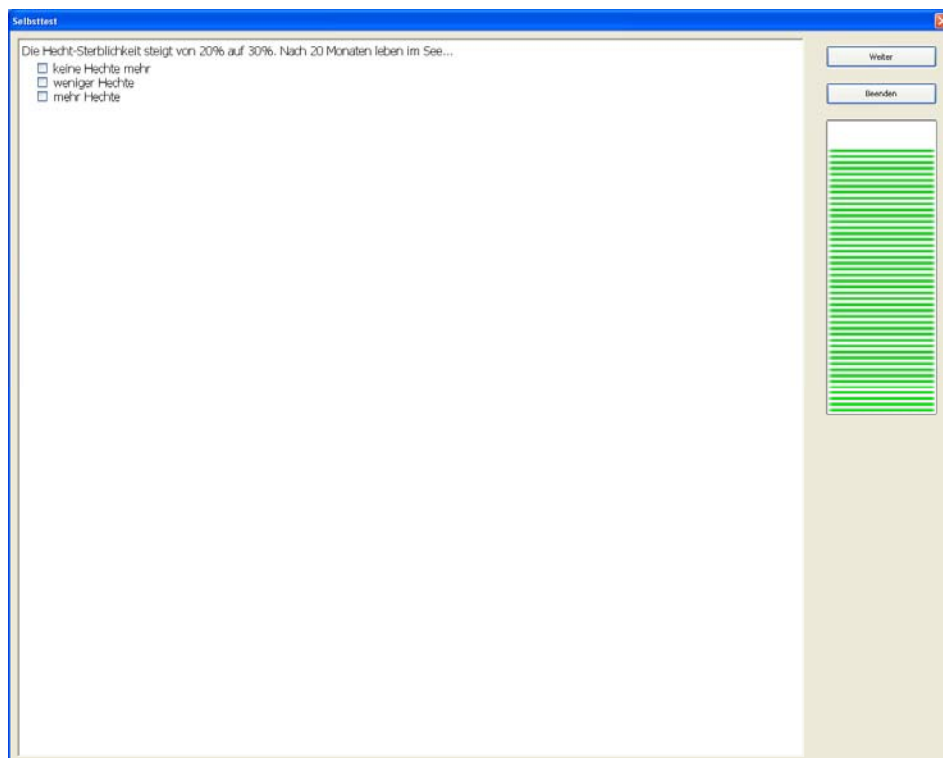 Selbsttest
Die Hecht-Sterblichkeit steigt von 20% auf 30%. Nach 20 Monaten leben im See...
keine Hechte mehr
weniger Hechte
mehr Hechte
Weiter
Beenden